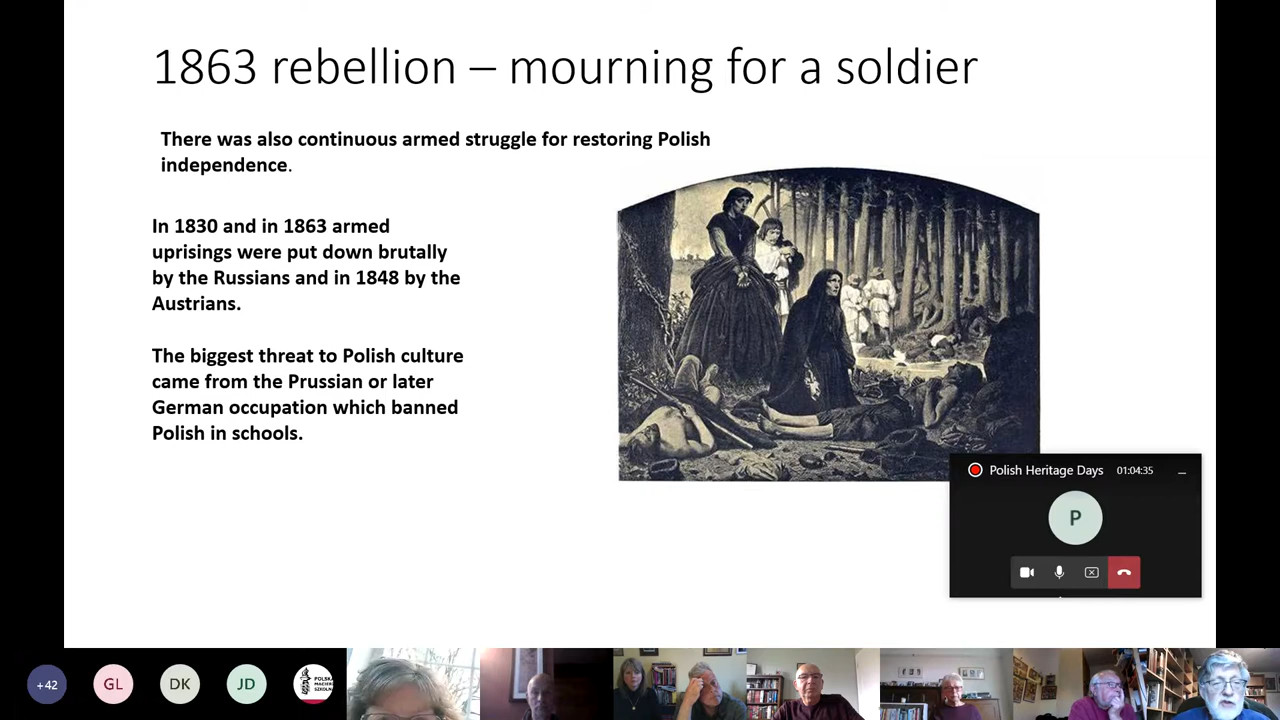 1863 rebellion – mourning for a soldier
There was also continuous armed struggle for restoring Polish
independence.
In 1830 and in 1863 armed
uprisings were put down brutally
by the Russians and in 1848 by the
Austrians.
The biggest threat to Polish culture
came from the Prussian or later
German occupation which banned
Polish in schools.
Polish Heritage Days 01:04:35
P
+42
GL
DK
JD
POLSKA
MACIERZ
SZKOLN